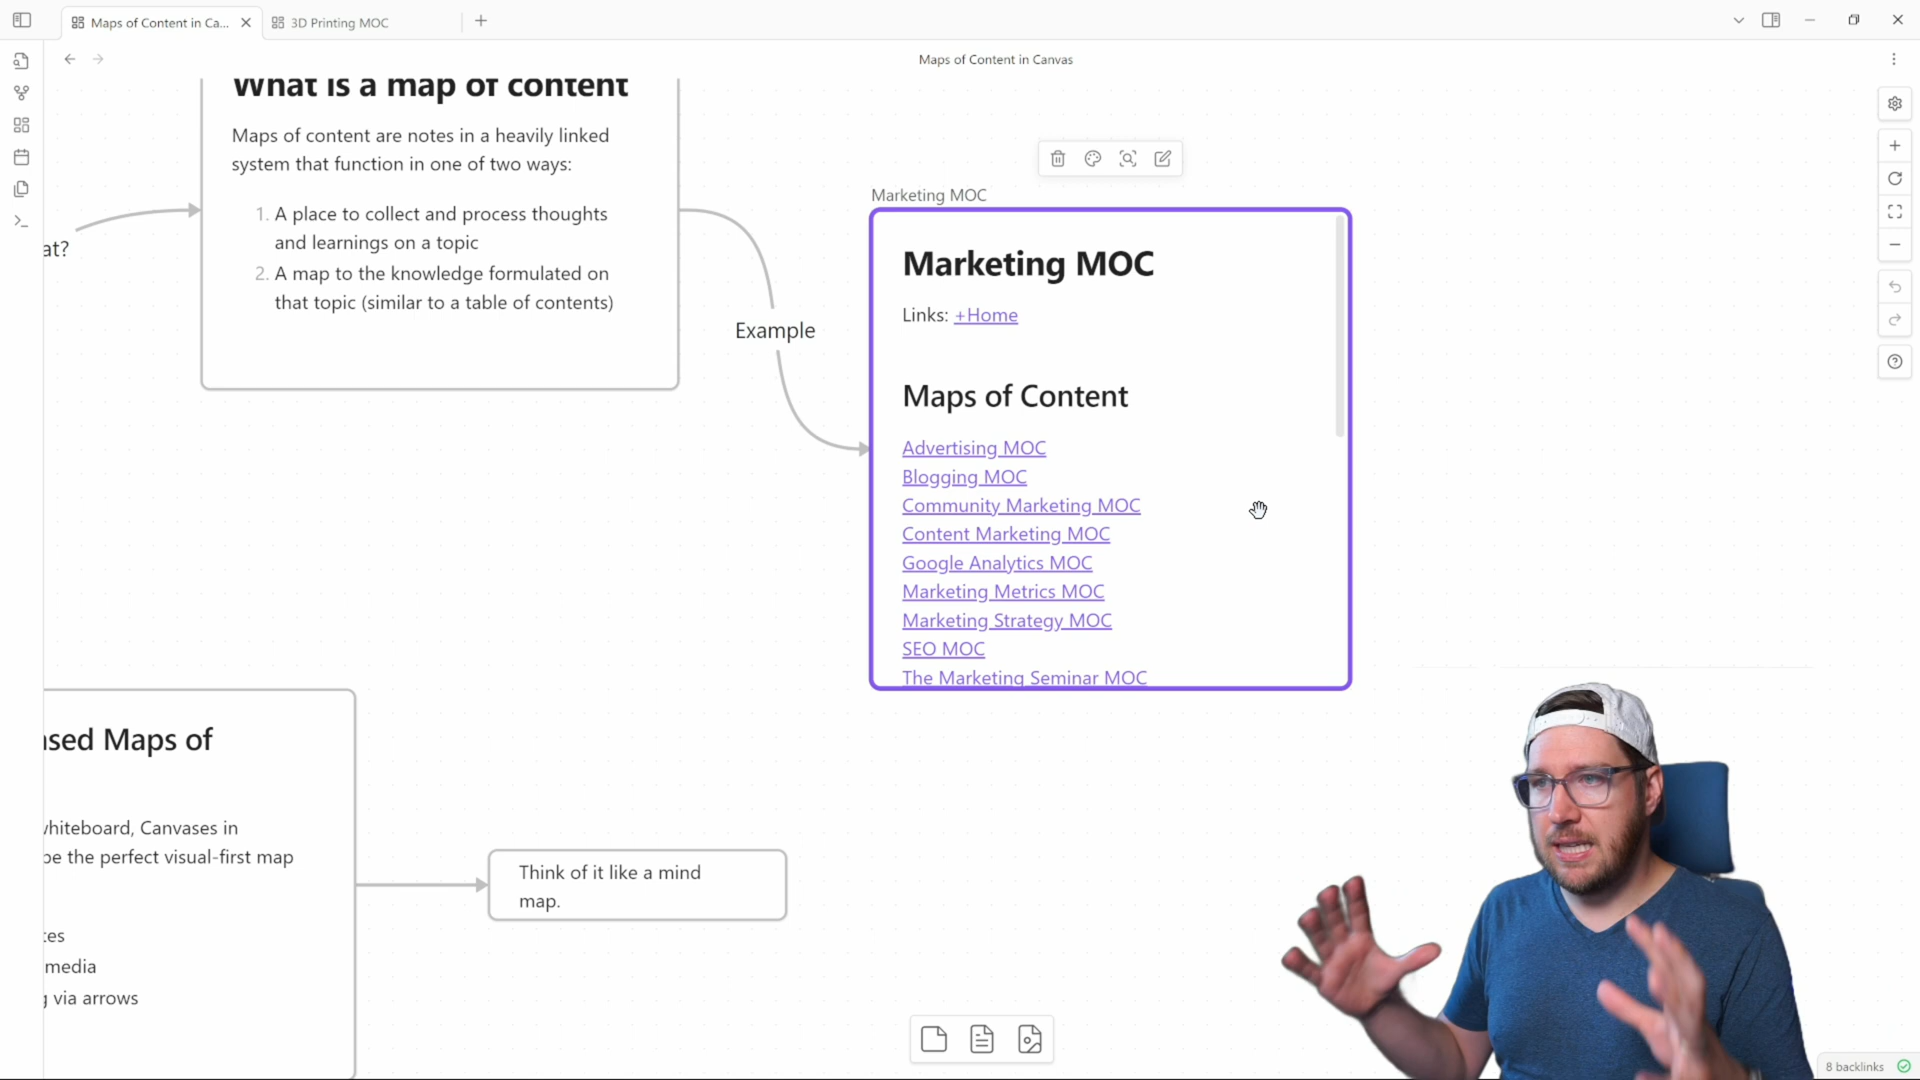 Maps of Content in Ca...
3D Printing MOC
Maps of Content in Canvas
What is a map of content
Maps of content are notes in a heavily linked
system that function in one of two ways:
1. A place to collect and process thoughts
and learnings on a topic
2. A map to the knowledge formulated on
that topic (similar to a table of contents)
at?
Example
Marketing MOC
Marketing MOC
Links: +Home
Maps of Content
Advertising MOC
Blogging MOC
Community Marketing MOC
Content Marketing MOC
Google Analytics MOC
Marketing Metrics MOC
Marketing Strategy MOC
SEO MOC
The Marketing Seminar MOC
Maps of
whiteboard, Canvases in
be the perfect visual-first map
media
via arrows
Think of it like a mind
map.
8 backlinks